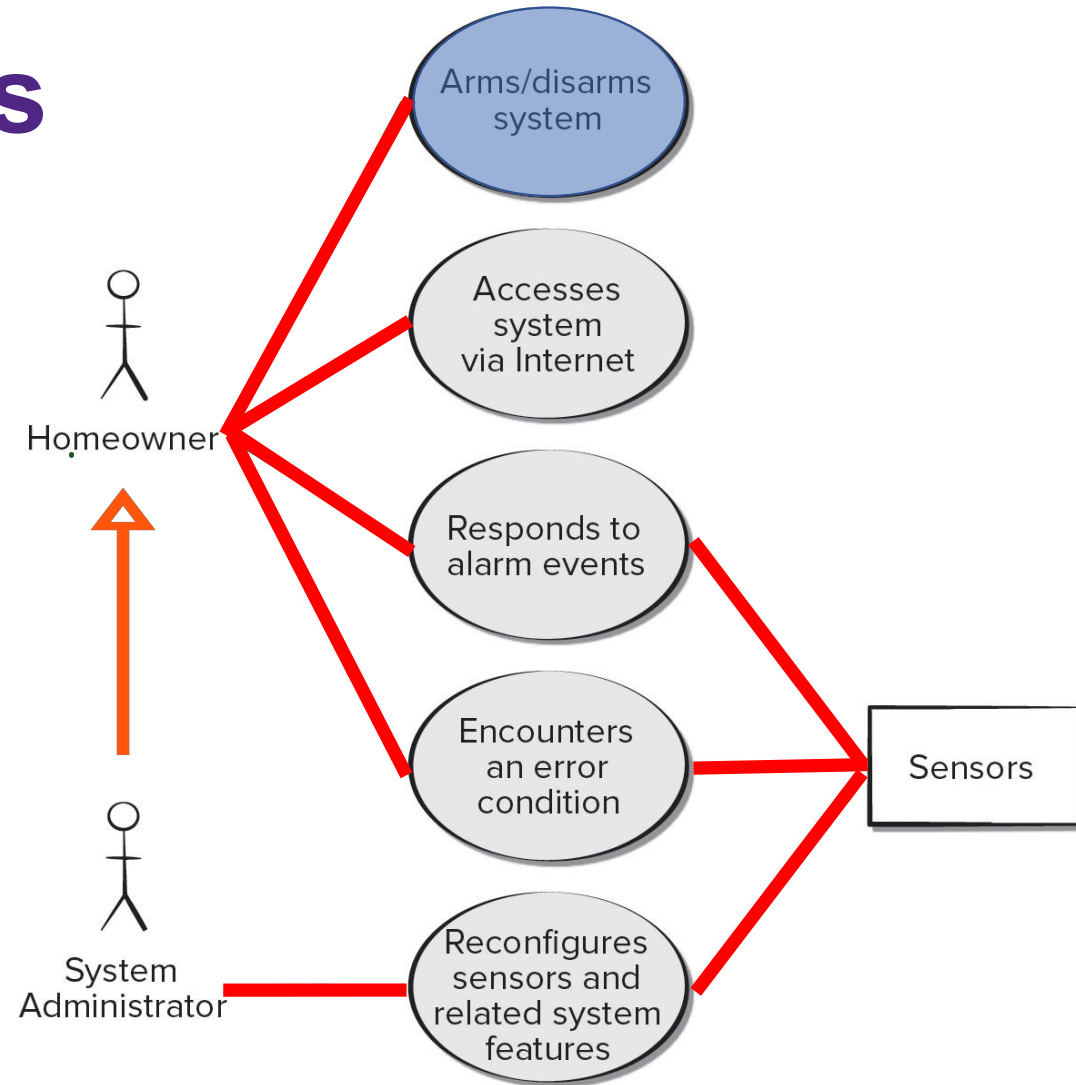 s
Arms/disarms
system
Accesses
system
via Internet
Homeowner
Responds to
alarm events
Encounters
an error
condition
Sensors
System
Administrator
Reconfigures
sensors and
related system
features